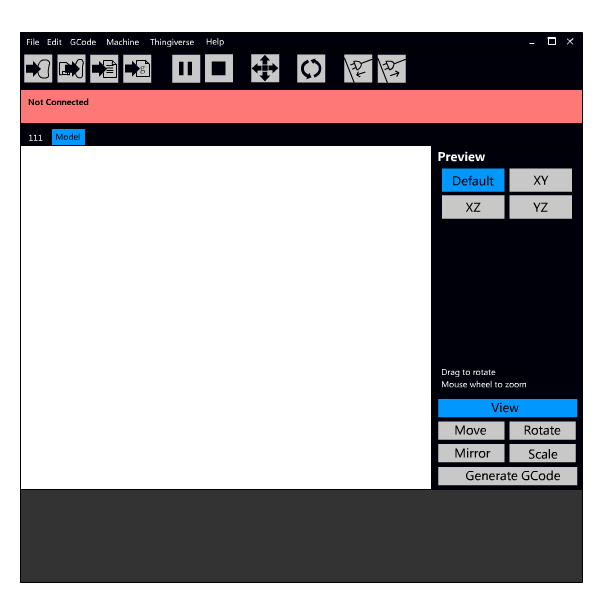 File Edit GCode Machine Thingiverse Help
g
Not Connected
111 Model
Preview
Default XY
XZ YZ
Drag to rotate
Mouse wheel to zoom
View
Move Rotate
Mirror Scale
Generate GCode